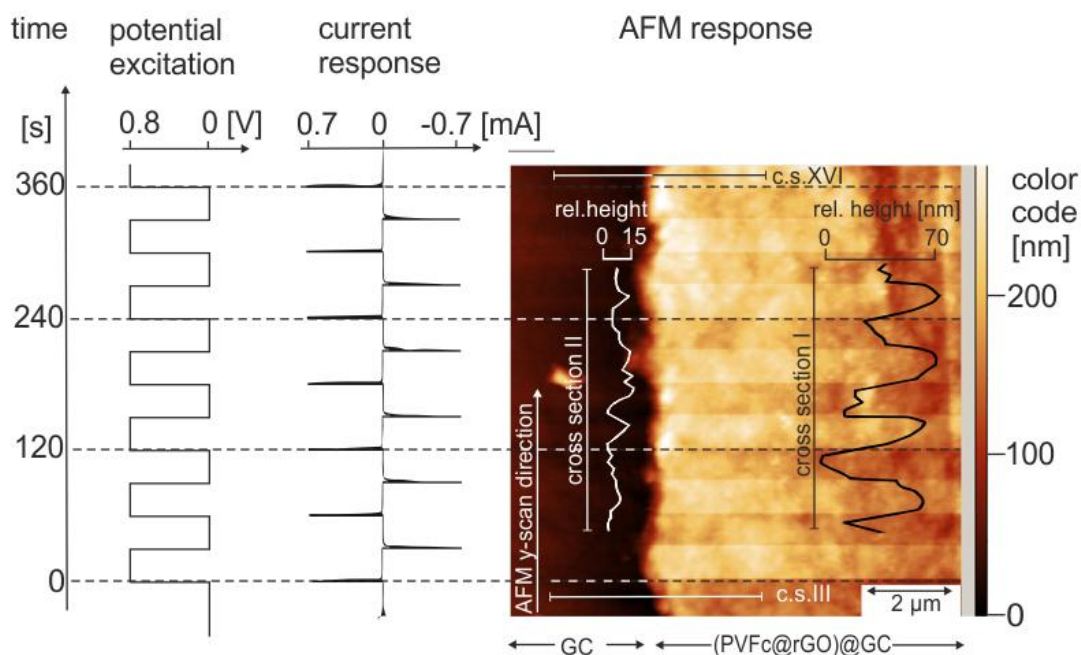 time potential excitation current response AFM response
[s] 0.8 0 [V] 0.7 0 -0.7 [mA]
360
240
120
0
c.s.XVI
rel.height
0 15
rel. height [nm]
0 70
cross section II
cross section I
AFM y-scan direction
c.s.III
2 µm
GC
(PVFc@rGO)@GC
color
code
[nm]
200
100
0